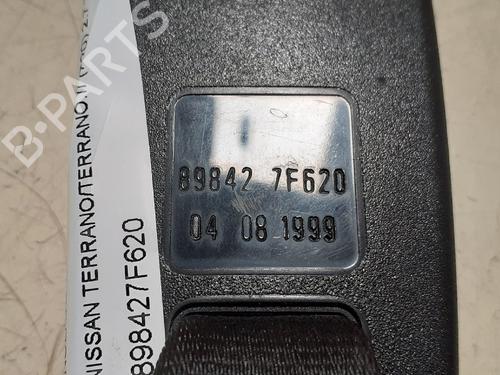 B-PARTS
NISSAN TERRANO/TERRANO II
898427F620
89842 7F620
04 08 1999